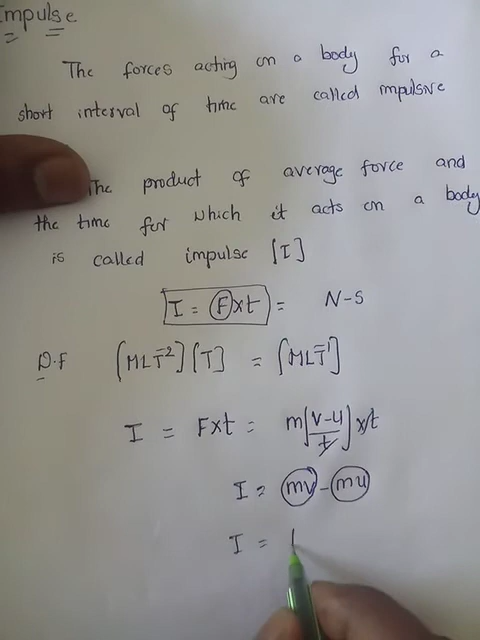 Impulse
The forces acting on a body for a
short interval of time are called impulsive
The product of average force and
the time for which it acts on a body
is called impulse [I]
I = F×t = N-S
D.F [MLT⁻²][T] = [MLT⁻¹]
I = F×t = m[v-u/t]×t
I = mv - mu
I =